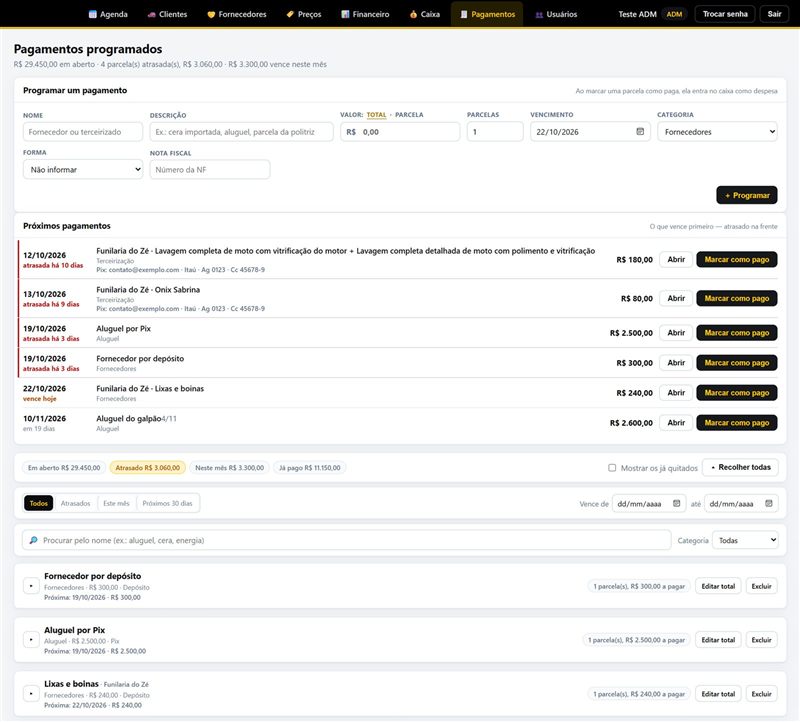 Agenda Clientes Fornecedores Preços Financeiro Caixa Pagamentos Usuários Teste ADM ADM Trocar senha Sair
Pagamentos programados
R$ 29.450,00 em aberto · 4 parcela(s) atrasada(s), R$ 3.060,00 · R$ 3.300,00 vence neste mês
Programar um pagamento
Ao marcar uma parcela como paga, ela entra no caixa como despesa
NOME DESCRIÇÃO VALOR: TOTAL · PARCELA PARCELAS VENCIMENTO CATEGORIA
Fornecedor ou terceirizado Ex.: cera importada, aluguel, parcela da politriz R$ 0,00 1 22/10/2026 Fornecedores
FORMA NOTA FISCAL
Não informar Número da NF
+ Programar
Próximos pagamentos
O que vence primeiro — atrasado na frente
12/10/2026 Funilaria do Zé · Lavagem completa de moto com vitrificação do motor + Lavagem completa detalhada de moto com polimento e vitrificação R$ 180,00 Abrir Marcar como pago
atrasada há 10 dias Terceirização
Pix: contato@exemplo.com · Itaú · Ag 0123 · Cc 45678-9
13/10/2026 Funilaria do Zé · Onix Sabrina R$ 80,00 Abrir Marcar como pago
atrasada há 9 dias Terceirização
Pix: contato@exemplo.com · Itaú · Ag 0123 · Cc 45678-9
19/10/2026 Aluguel por Pix R$ 2.500,00 Abrir Marcar como pago
atrasada há 3 dias Aluguel
19/10/2026 Fornecedor por depósito R$ 300,00 Abrir Marcar como pago
atrasada há 3 dias Fornecedores
22/10/2026 Funilaria do Zé · Lixas e boinas R$ 240,00 Abrir Marcar como pago
vence hoje Fornecedores
10/11/2026 Aluguel do galpão4/11 R$ 2.600,00 Abrir Marcar como pago
em 19 dias Aluguel
Em aberto R$ 29.450,00 Atrasado R$ 3.060,00 Neste mês R$ 3.300,00 Já pago R$ 11.150,00 Mostrar os já quitados Recolher todas
Todos Atrasados Este mês Próximos 30 dias Vence de dd/mm/aaaa até dd/mm/aaaa
Procurar pelo nome (ex.: aluguel, cera, energia) Categoria Todas
Fornecedor por depósito
Fornecedores · R$ 300,00 · Depósito 1 parcela(s), R$ 300,00 a pagar Editar total Excluir
Próxima: 19/10/2026 · R$ 300,00
Aluguel por Pix
Aluguel · R$ 2.500,00 · Pix 1 parcela(s), R$ 2.500,00 a pagar Editar total Excluir
Próxima: 19/10/2026 · R$ 2.500,00
Lixas e boinas · Funilaria do Zé
Fornecedores · R$ 240,00 · Depósito 1 parcela(s), R$ 240,00 a pagar Editar total Excluir
Próxima: 22/10/2026 · R$ 240,00